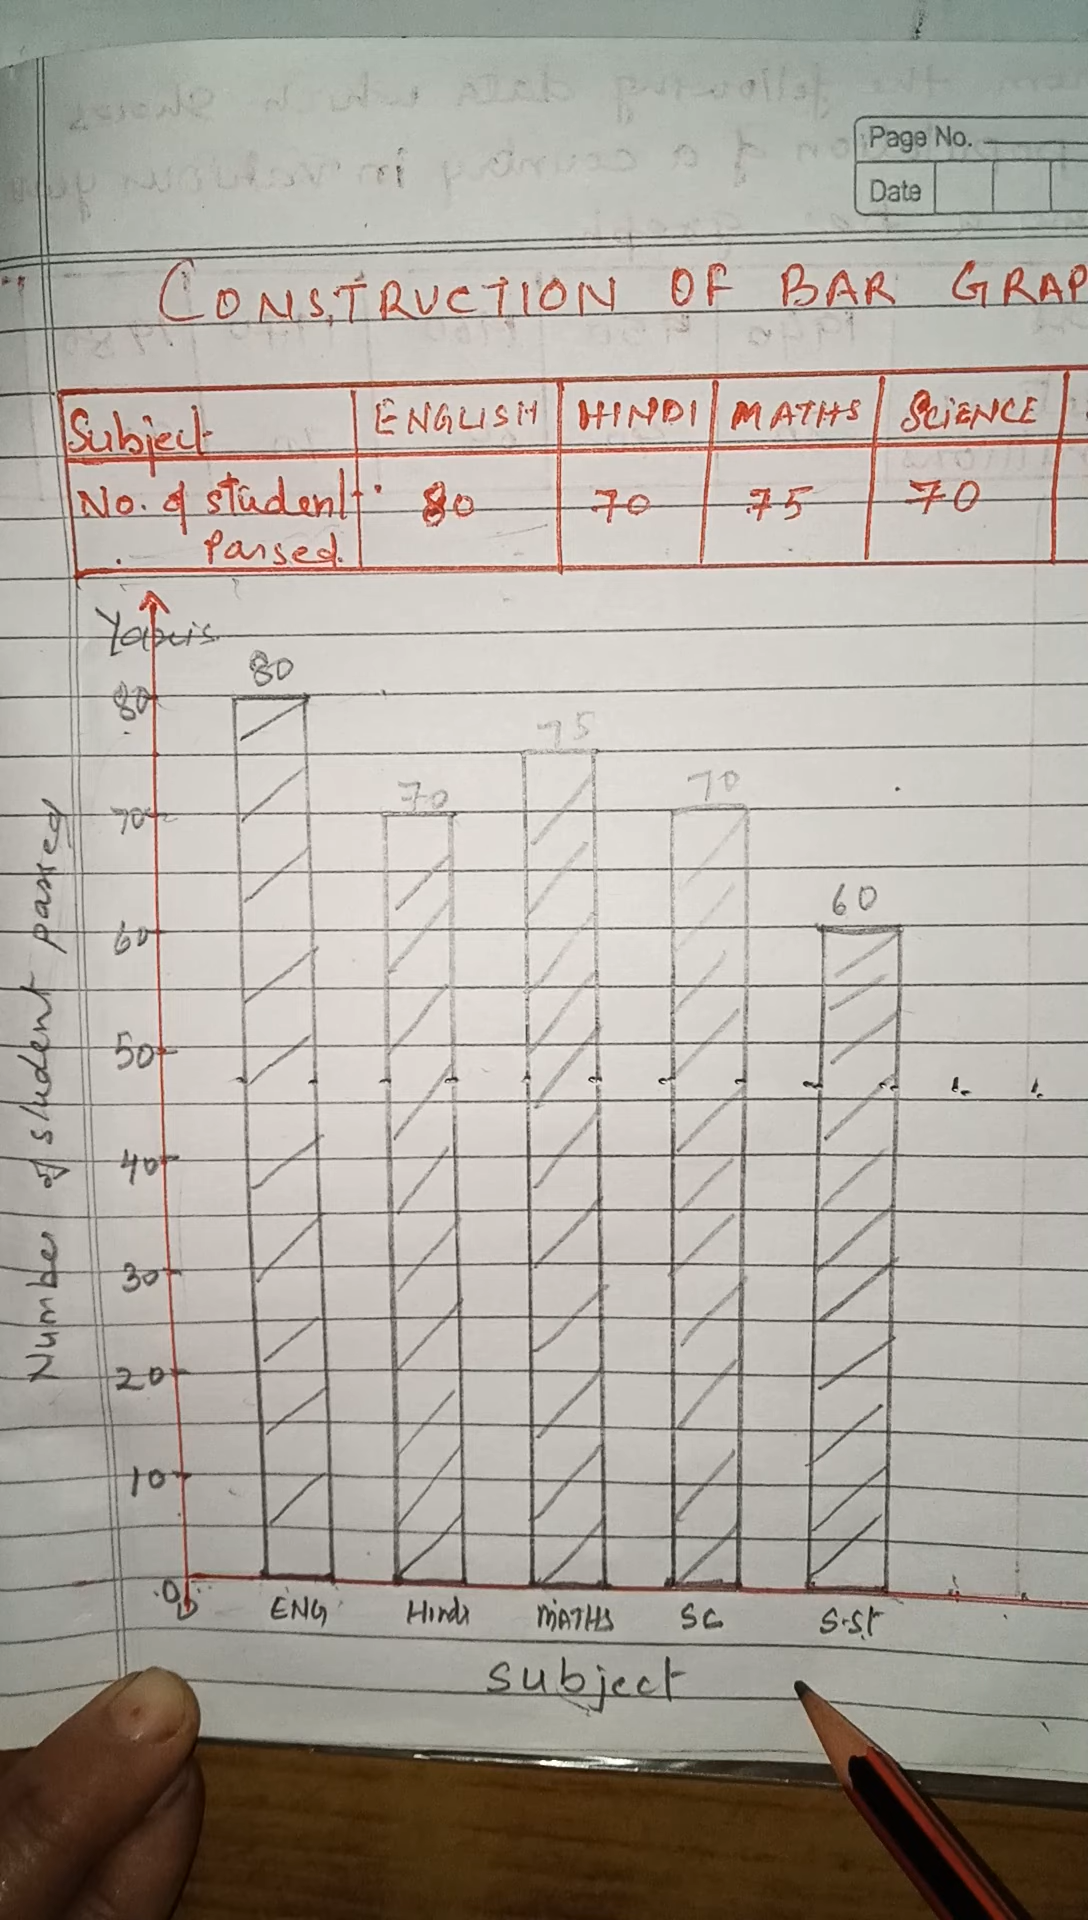 Page No.
Date
CONSTRUCTION OF BAR GRAP
Subject ENGLISH HINDI MATHS SCIENCE
No. of student 80 70 75 70
Passed.
Yaxis
80
80
75
70
70
70
60
60
50
40
30
20
10
0
Number of student passed
ENG Hindi MATHS SC S.St
Subject